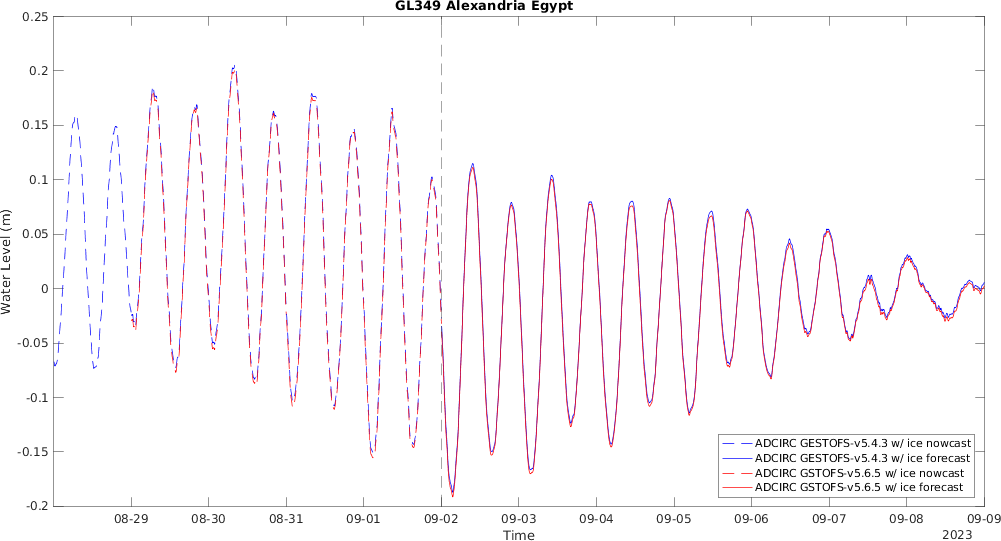 GL349 Alexandria Egypt
0.25
0.2
0.15
0.1
0.05
0
-0.05
-0.1
-0.15
-0.2
Water Level (m)
ADCIRC GESTOFS-v5.4.3 w/ ice nowcast
ADCIRC GESTOFS-v5.4.3 w/ ice forecast
ADCIRC GSTOFS-v5.6.5 w/ ice nowcast
ADCIRC GSTOFS-v5.6.5 w/ ice forecast
08-29 08-30 08-31 09-01 09-02 09-03 09-04 09-05 09-06 09-07 09-08 09-09
Time
2023